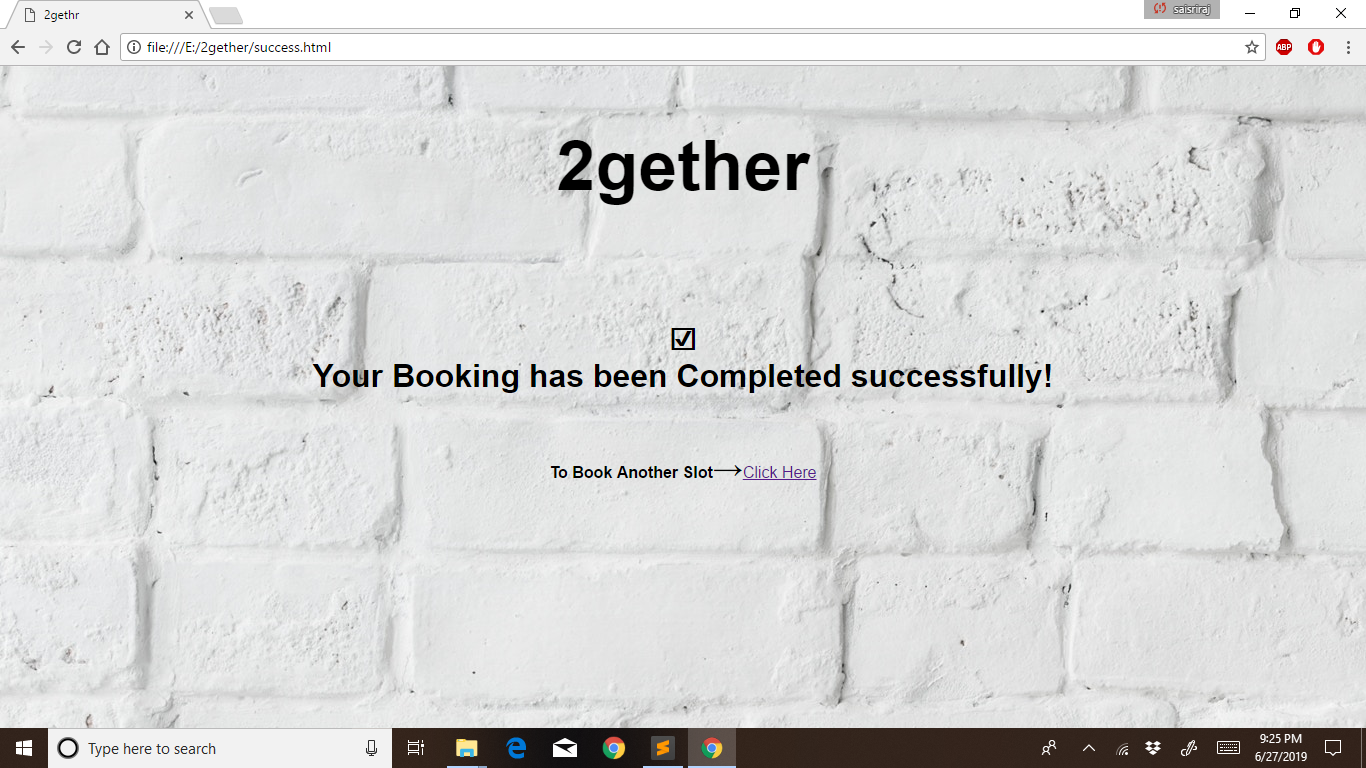 2gethr
saisriraj
file:///E:/2gether/success.html
ABP
2gether
☑
Your Booking has been Completed successfully!
To Book Another Slot⟶Click Here
Type here to search
9:25 PM
6/27/2019